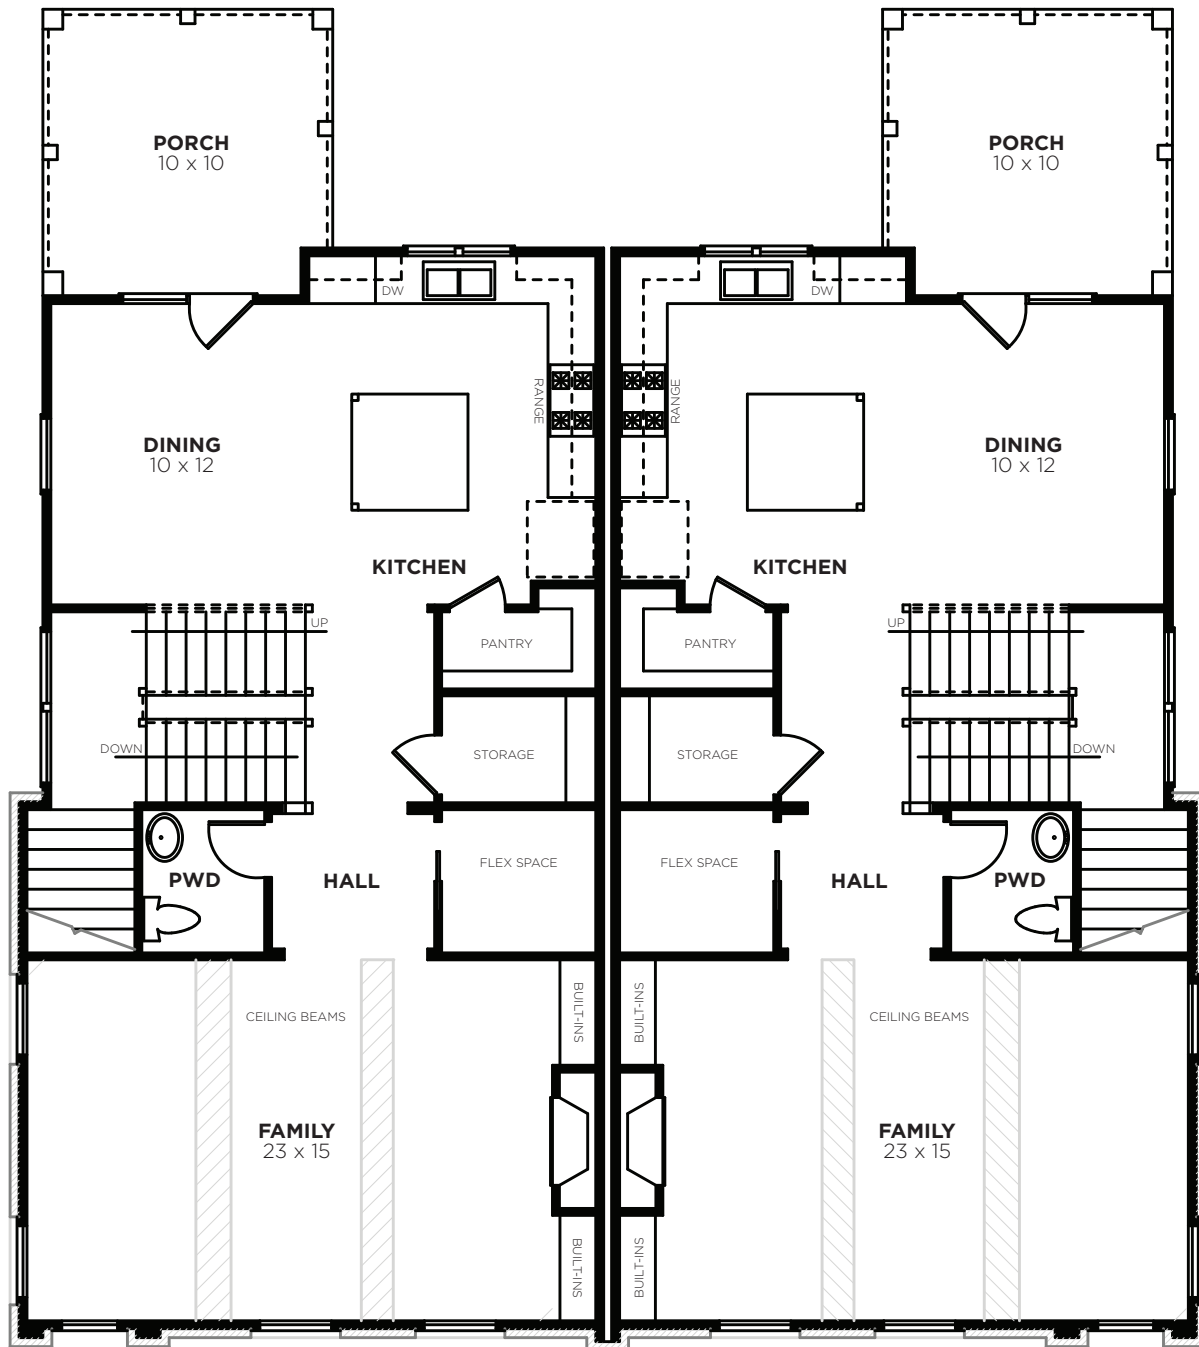 PORCH
10 x 10
PORCH
10 x 10
DW
DW
RANGE
RANGE
DINING
10 x 12
DINING
10 x 12
KITCHEN
KITCHEN
UP
PANTRY
PANTRY
UP
DOWN
STORAGE
STORAGE
DOWN
PWD
HALL
FLEX SPACE
FLEX SPACE
HALL
PWD
CEILING BEAMS
BUILT-INS
BUILT-INS
CEILING BEAMS
FAMILY
23 x 15
FAMILY
23 x 15
BUILT-INS
BUILT-INS